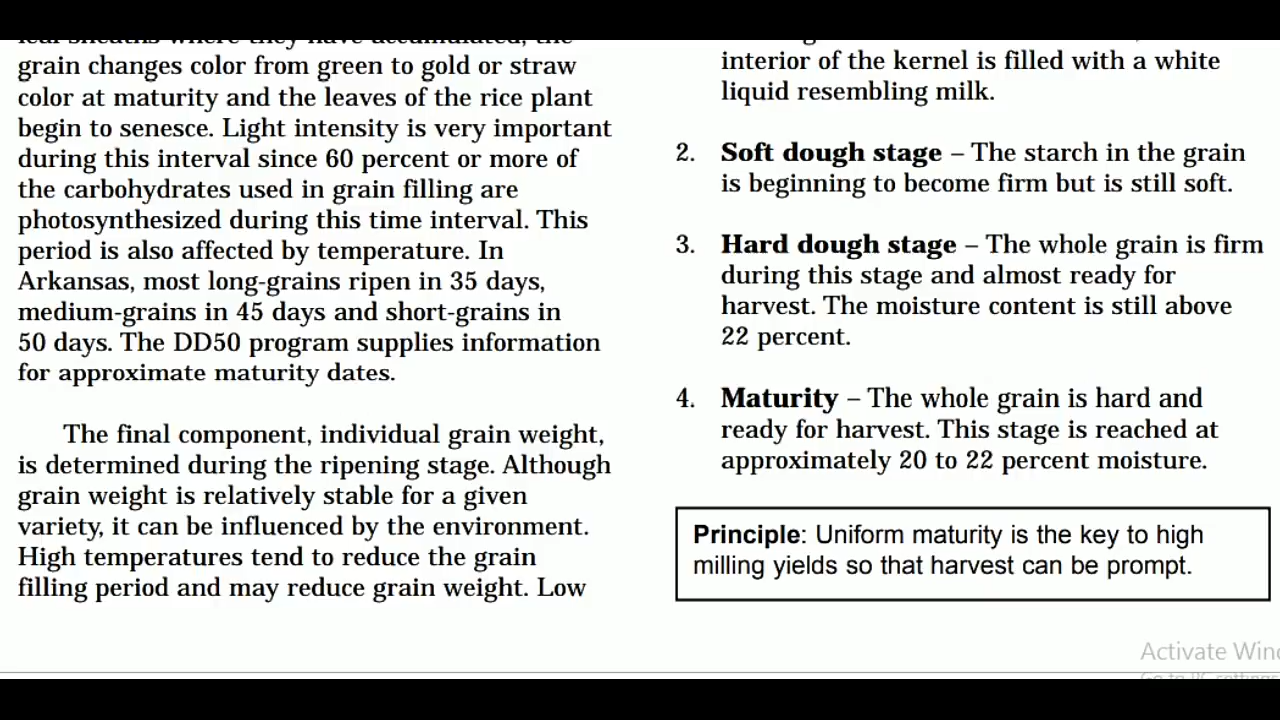 leaf sheaths where they have accumulated, the
grain changes color from green to gold or straw
color at maturity and the leaves of the rice plant
begin to senesce. Light intensity is very important
during this interval since 60 percent or more of
the carbohydrates used in grain filling are
photosynthesized during this time interval. This
period is also affected by temperature. In
Arkansas, most long-grains ripen in 35 days,
medium-grains in 45 days and short-grains in
50 days. The DD50 program supplies information
for approximate maturity dates.
The final component, individual grain weight,
is determined during the ripening stage. Although
grain weight is relatively stable for a given
variety, it can be influenced by the environment.
High temperatures tend to reduce the grain
filling period and may reduce grain weight. Low
interior of the kernel is filled with a white
liquid resembling milk.
2. Soft dough stage – The starch in the grain
is beginning to become firm but is still soft.
3. Hard dough stage – The whole grain is firm
during this stage and almost ready for
harvest. The moisture content is still above
22 percent.
4. Maturity – The whole grain is hard and
ready for harvest. This stage is reached at
approximately 20 to 22 percent moisture.
Principle: Uniform maturity is the key to high
milling yields so that harvest can be prompt.
Activate Win